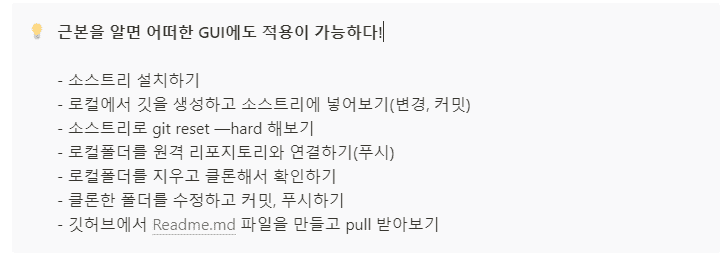 근본을 알면 어떠한 GUI에도 적용이 가능하다!
- 소스트리 설치하기
- 로컬에서 깃을 생성하고 소스트리에 넣어보기(변경, 커밋)
- 소스트리로 git reset —hard 해보기
- 로컬폴더를 원격 리포지토리와 연결하기(푸시)
- 로컬폴더를 지우고 클론해서 확인하기
- 클론한 폴더를 수정하고 커밋, 푸시하기
- 깃허브에서 Readme.md 파일을 만들고 pull 받아보기